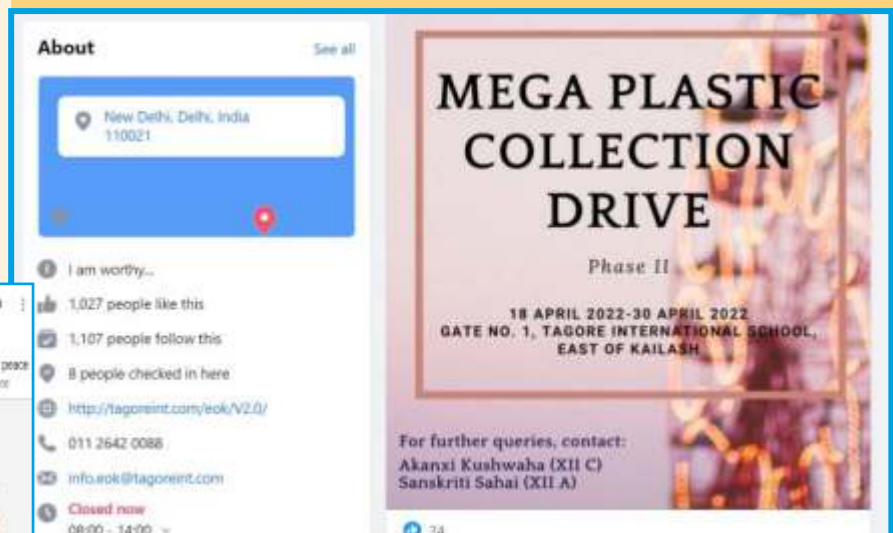 About
See all
New Delhi, Delhi, India
110021
I am worthy...
1,027 people like this
1,107 people follow this
8 people checked in here
http://tagoreint.com/eok/V2.0/
011 2642 0088
info.eok@tagoreint.com
Closed now
08:00 - 14:00
peace
MEGA PLASTIC
COLLECTION
DRIVE
Phase II
18 APRIL 2022-30 APRIL 2022
GATE NO. 1, TAGORE INTERNATIONAL SCHOOL,
EAST OF KAILASH
For further queries, contact:
Akanxi Kushwaha (XII C)
Sanskriti Sahai (XII A)
24